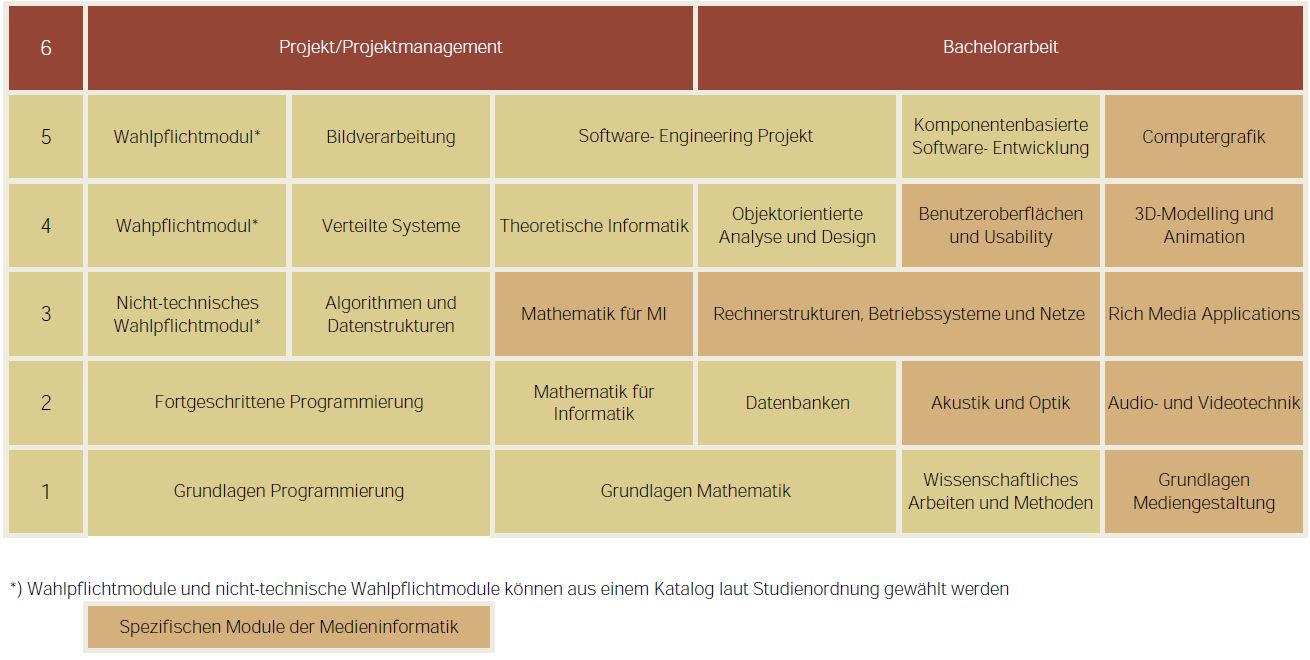 6
Projekt/Projektmanagement
Bachelorarbeit
5
Wahlpflichtmodul*
Bildverarbeitung
Software- Engineering Projekt
Komponentenbasierte
Software- Entwicklung
Computergrafik
4
Wahpflichtmodul*
Verteilte Systeme
Theoretische Informatik
Objektorientierte
Analyse und Design
Benutzeroberflächen
und Usability
3D-Modelling und
Animation
3
Nicht-technisches
Wahlpflichtmodul*
Algorithmen und
Datenstrukturen
Mathematik für MI
Rechnerstrukturen, Betriebssysteme und Netze
Rich Media Applications
2
Fortgeschrittene Programmierung
Mathematik für
Informatik
Datenbanken
Akustik und Optik
Audio- und Videotechnik
1
Grundlagen Programmierung
Grundlagen Mathematik
Wissenschaftliches
Arbeiten und Methoden
Grundlagen
Mediengestaltung
*) Wahlpflichtmodule und nicht-technische Wahlpflichtmodule können aus einem Katalog laut Studienordnung gewählt werden
Spezifischen Module der Medieninformatik